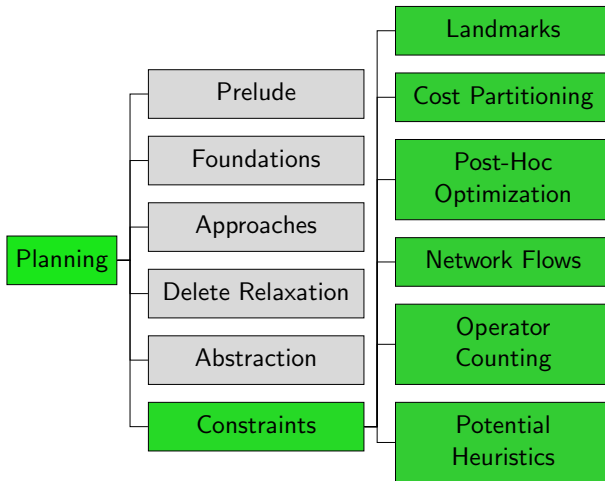 Planning
Prelude
Foundations
Approaches
Delete Relaxation
Abstraction
Constraints
Landmarks
Cost Partitioning
Post-Hoc
Optimization
Network Flows
Operator
Counting
Potential
Heuristics